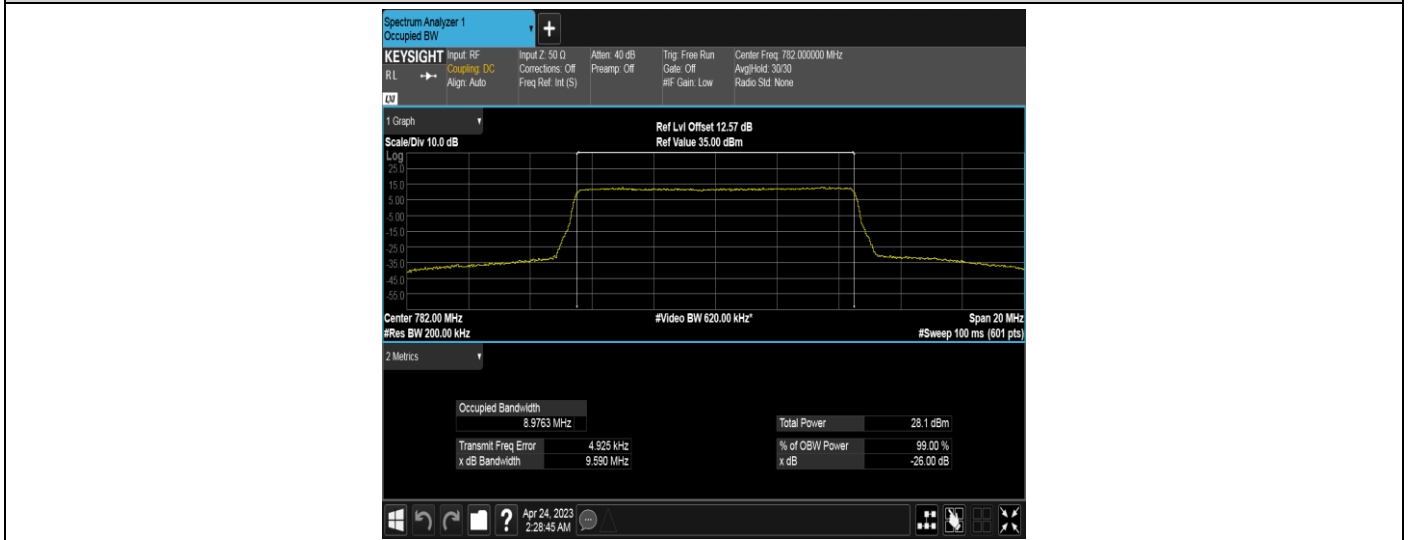 Spectrum Analyzer 1
Occupied BW
+
KEYSIGHT Input: RF Input Z: 50 Ω Atten: 40 dB Trig: Free Run Center Freq: 782.000000 MHz
RL Coupling: DC Corrections: Off Preamp: Off Gate: Off Avg|Hold: 30/30
Align: Auto Freq Ref: Int (S) #IF Gain: Low Radio Std: None
LXI
1 Graph Ref Lvl Offset 12.57 dB
Scale/Div 10.0 dB Ref Value 35.00 dBm
Log
25.0
15.0
5.00
-5.00
-15.0
-25.0
-35.0
-45.0
-55.0
Center 782.00 MHz #Video BW 620.00 kHz* Span 20 MHz
#Res BW 200.00 kHz #Sweep 100 ms (601 pts)
2 Metrics
Occupied Bandwidth
8.9763 MHz Total Power 28.1 dBm
Transmit Freq Error 4.925 kHz % of OBW Power 99.00 %
x dB Bandwidth 9.590 MHz x dB -26.00 dB
? Apr 24, 2023
2:28:45 AM